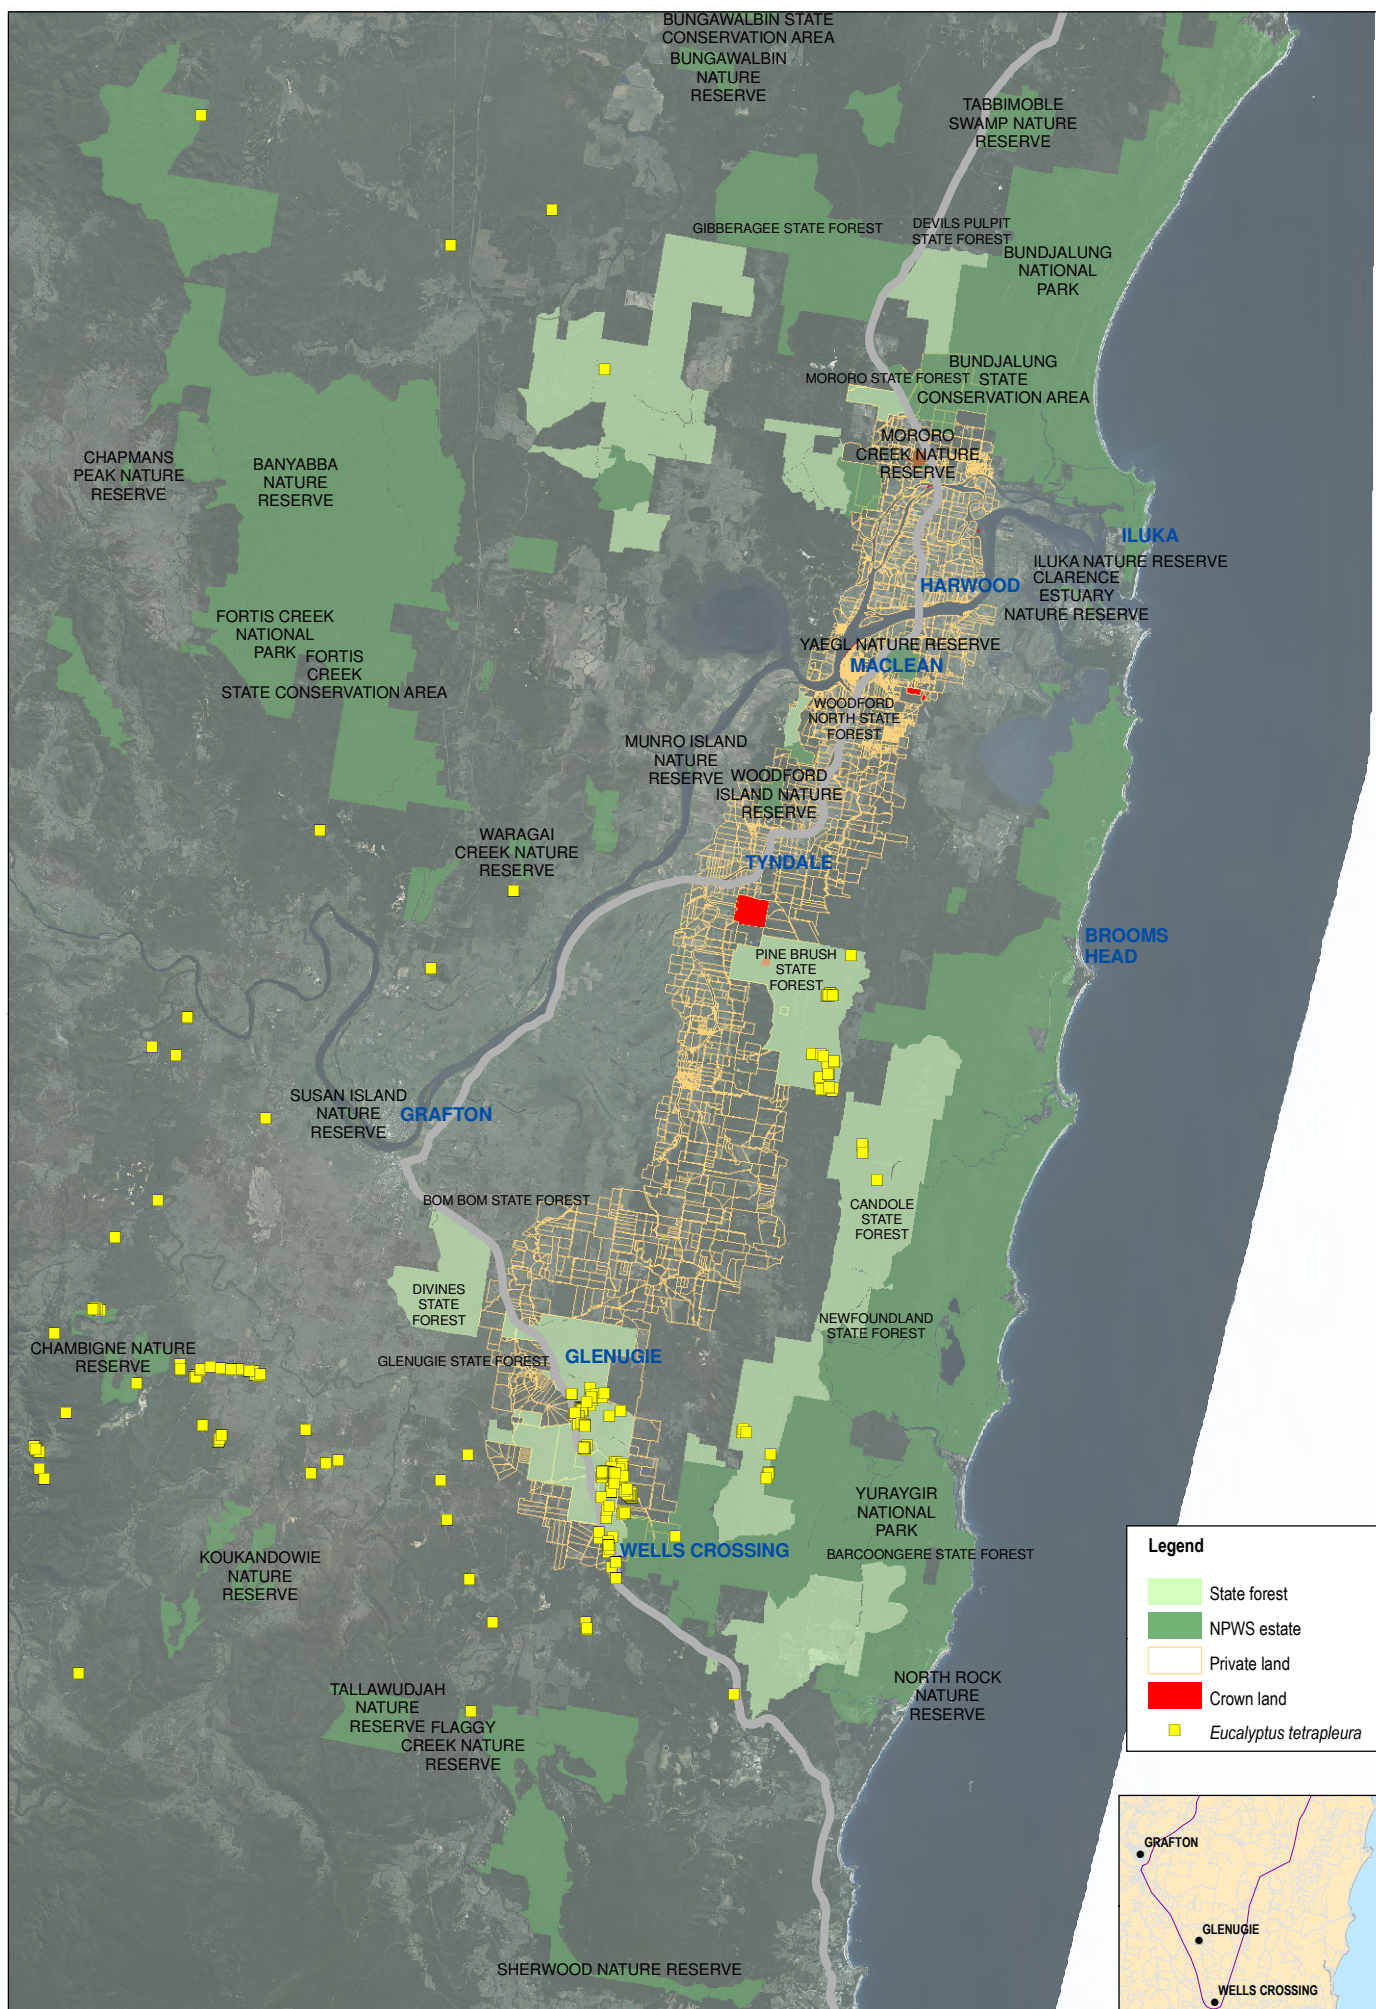 BUNGAWALBIN STATE
CONSERVATION AREA
BUNGAWALBIN
NATURE
RESERVE
TABBIMOBLE
SWAMP NATURE
RESERVE
GIBBERAGEE STATE FOREST
DEVILS PULPIT
STATE FOREST
BUNDJALUNG
NATIONAL
PARK
BUNDJALUNG
STATE
CONSERVATION AREA
MORORO STATE FOREST
MORORO
CREEK NATURE
RESERVE
CHAPMANS
PEAK NATURE
RESERVE
BANYABBA
NATURE
RESERVE
ILUKA
ILUKA NATURE RESERVE
CLARENCE
ESTUARY
NATURE RESERVE
HARWOOD
FORTIS CREEK
NATIONAL
PARK
FORTIS
CREEK
STATE CONSERVATION AREA
YAEGL NATURE RESERVE
MACLEAN
WOODFORD
NORTH STATE
FOREST
MUNRO ISLAND
NATURE
RESERVE
WOODFORD
ISLAND NATURE
RESERVE
WARAGAI
CREEK NATURE
RESERVE
TYNDALE
BROOMS
HEAD
PINE BRUSH
STATE
FOREST
SUSAN ISLAND
NATURE
RESERVE
GRAFTON
BOM BOM STATE FOREST
CANDOLE
STATE
FOREST
DIVINES
STATE
FOREST
NEWFOUNDLAND
STATE FOREST
CHAMBIGNE NATURE
RESERVE
GLENUGIE STATE FOREST
GLENUGIE
YURAYGIR
NATIONAL
PARK
WELLS CROSSING
BARCOONGERE STATE FOREST
KOUKANDOWIE
NATURE
RESERVE
NORTH ROCK
NATURE
RESERVE
TALLAWUDJAH
NATURE
RESERVE
FLAGGY
CREEK NATURE
RESERVE
SHERWOOD NATURE RESERVE
Legend
State forest
NPWS estate
Private land
Crown land
Eucalyptus tetrapleura
GRAFTON
GLENUGIE
WELLS CROSSING